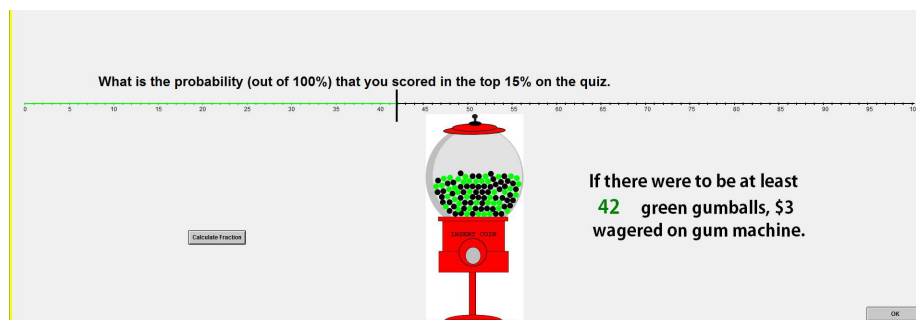 What is the probability (out of 100%) that you scored in the top 15% on the quiz.
0 5 10 15 20 25 30 35 40 45 50 55 60 65 70 75 80 85 90 95 100
If there were to be at least
42 green gumballs, $3
wagered on gum machine.
INSERT COIN
Calculate Fraction
OK